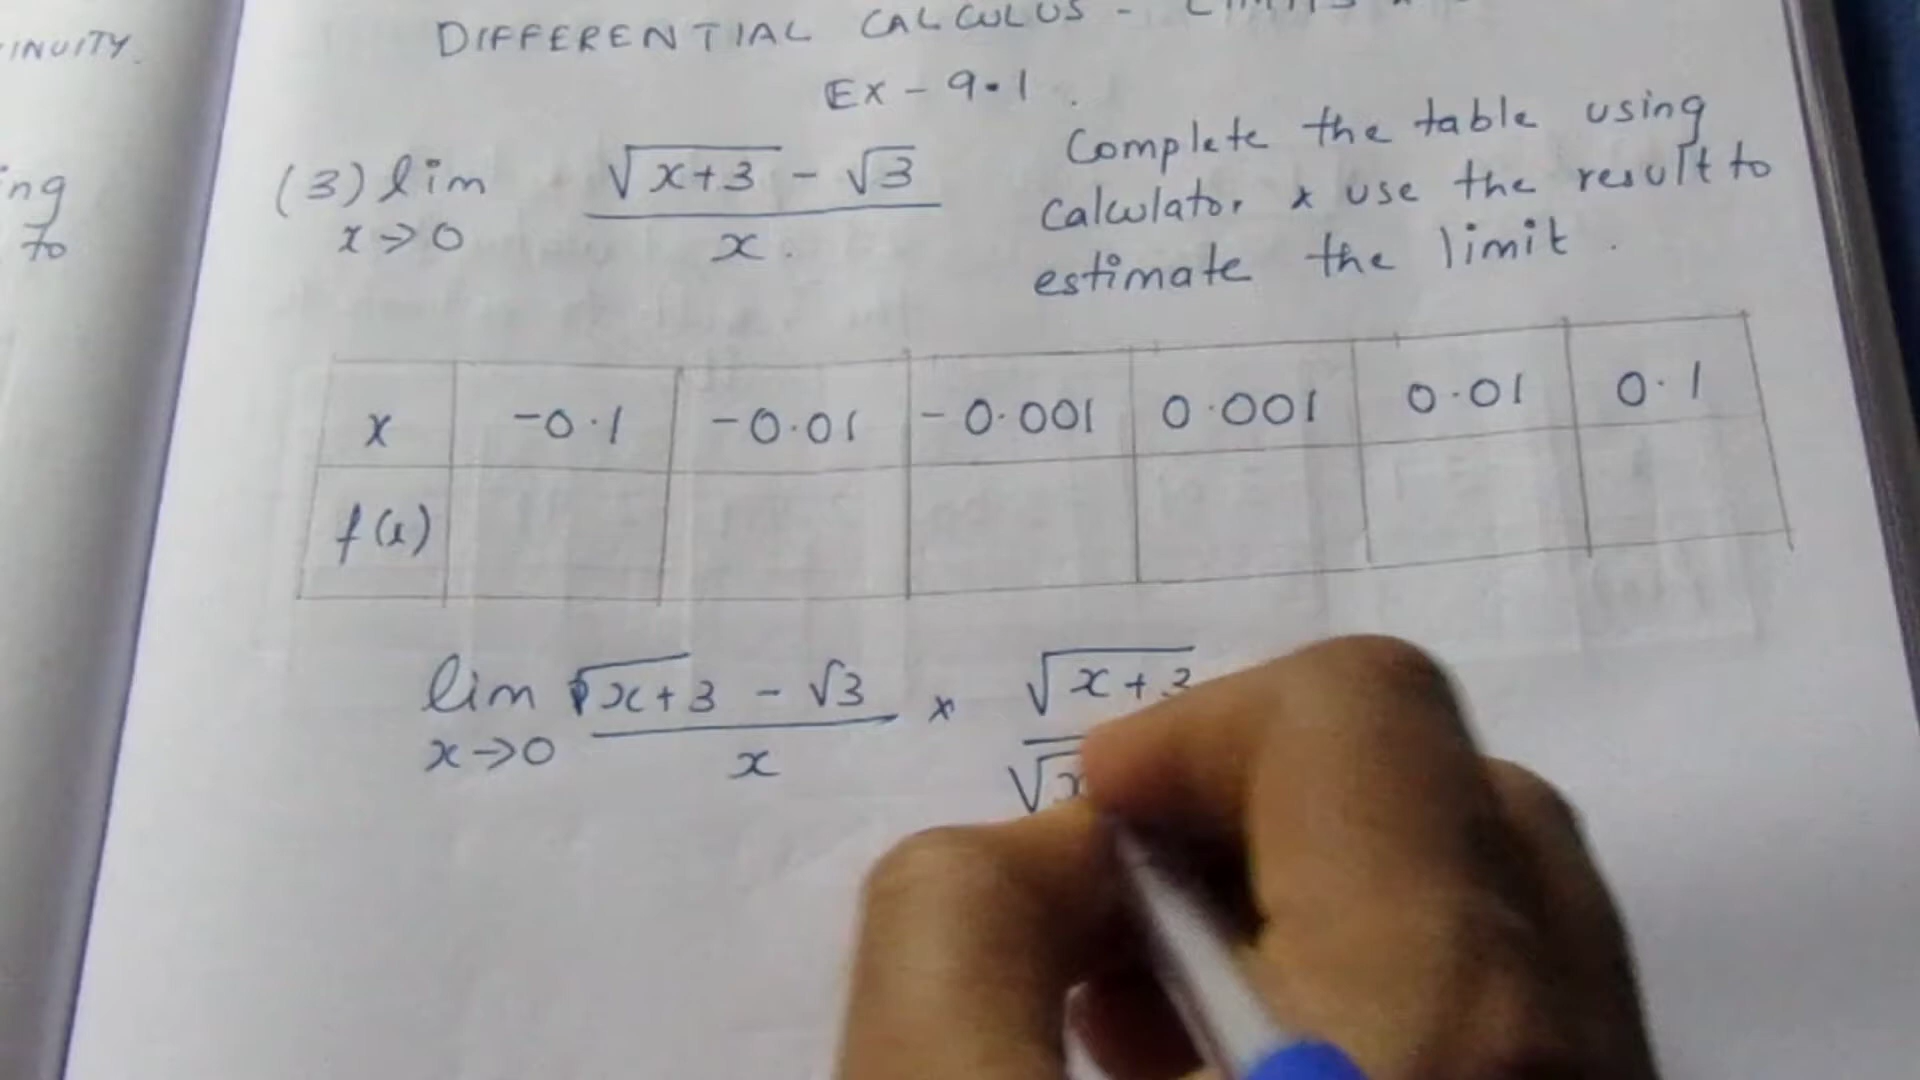 INUITY.
ng
to
DIFFERENTIAL CALCULUS - LIMITS
EX - 9.1.
(3) lim x→0 (√(x+3) - √3)/x.
Complete the table using
calculator & use the result to
estimate the limit.
x -0.1 -0.01 -0.001 0.001 0.01 0.1
f(x)
lim x→0 (√x+3 - √3)/x × √x+3
√x